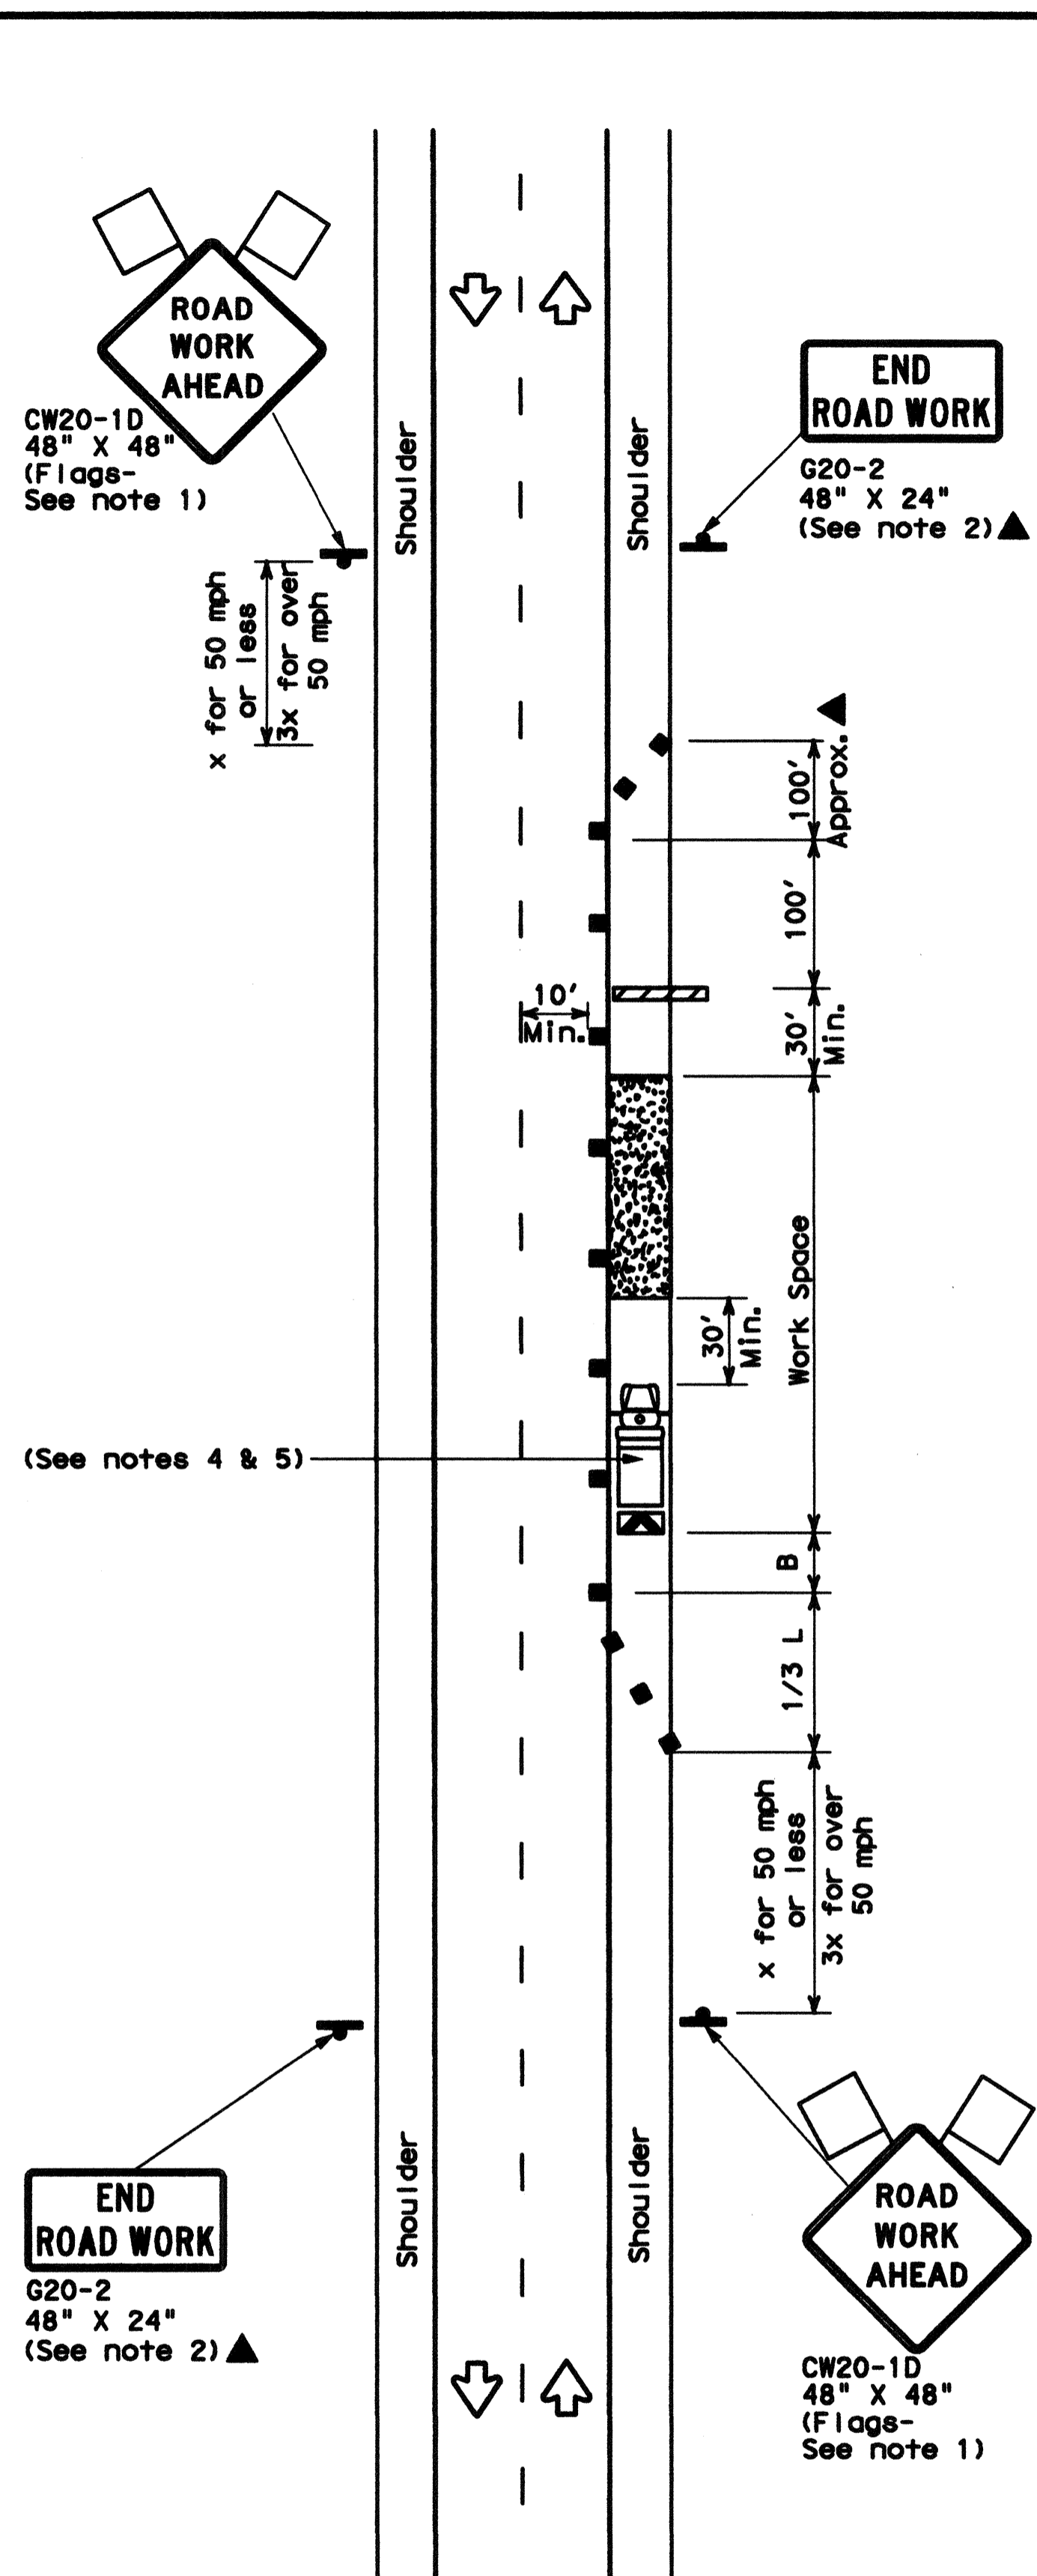 ROAD
WORK
AHEAD
CW20-1D
48" X 48"
(Flags-
See note 1)
Shoulder
Shoulder
END
ROAD WORK
G20-2
48" X 24"
(See note 2)
x for 50 mph
or less
3x for over
50 mph
100'
Approx.
100'
10'
Min.
30'
Min.
Work Space
30'
Min.
(See notes 4 & 5)
B
1/3 L
x for 50 mph
or less
3x for over
50 mph
END
ROAD WORK
G20-2
48" X 24"
(See note 2)
Shoulder
Shoulder
ROAD
WORK
AHEAD
CW20-1D
48" X 48"
(Flags-
See note 1)